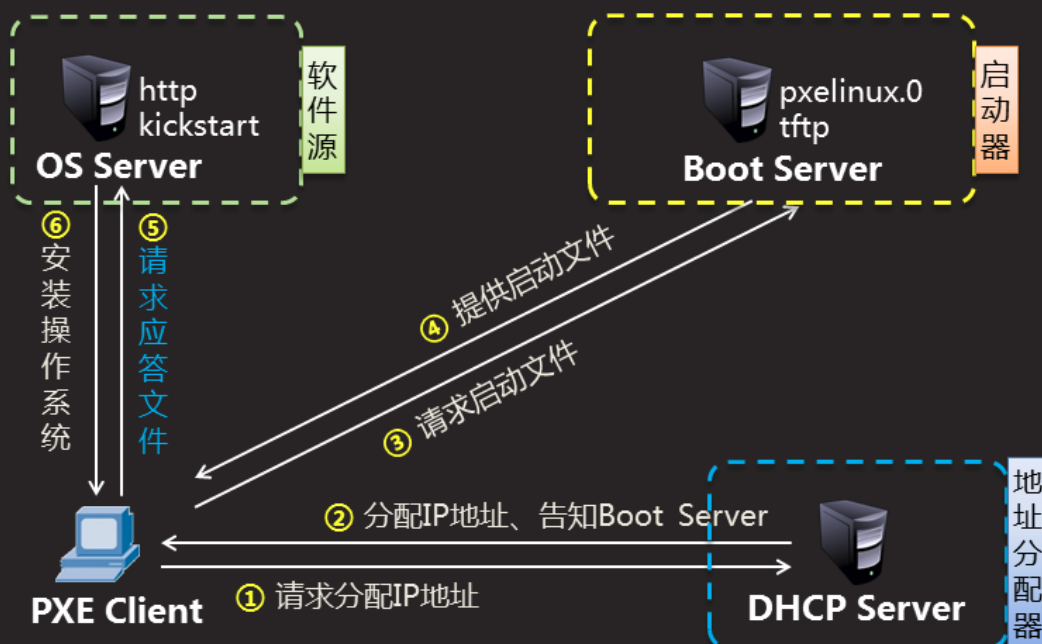 http
kickstart
OS Server
软件源
pxelinux.0
tftp
Boot Server
启动器
⑥安装操作系统
⑤请求应答文件
④ 提供启动文件
③ 请求启动文件
② 分配IP地址、告知Boot Server
① 请求分配IP地址
PXE Client
DHCP Server
地址分配器